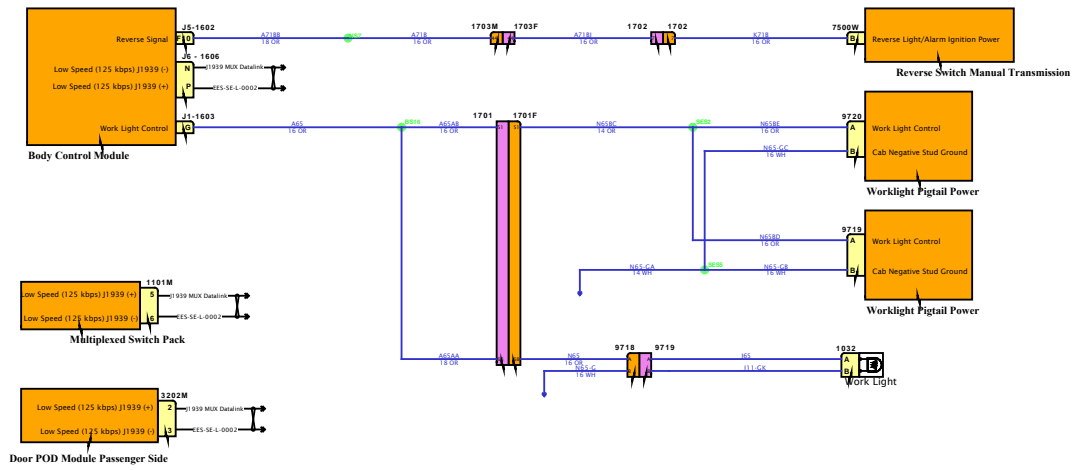 J5-1602
Reverse Signal
A71BB
18 OR
A71B
16 OR
1703M
1703F
A71BJ
16 OR
1702
1702
K71B
16 OR
7500W
B
Reverse Light/Alarm Ignition Power
Reverse Switch Manual Transmission
J6 - 1606
Low Speed (125 kbps) J1939 (-)
N
J1939 MUX Datalink
Low Speed (125 kbps) J1939 (+)
P
EES-SE-L-0002
J1-1603
Work Light Control
G
A65
16 OR
A65AB
16 OR
1701
1701F
S1
N65BC
14 OR
SES2
N65BE
16 OR
9720
A
Work Light Control
N65-GC
16 WH
B
Cab Negative Stud Ground
Worklight Pigtail Power
Body Control Module
9719
N65BD
16 OR
A
Work Light Control
N65-GA
14 WH
SES5
N65-GB
16 WH
B
Cab Negative Stud Ground
Worklight Pigtail Power
1101M
Low Speed (125 kbps) J1939 (+)
5
J1939 MUX Datalink
Low Speed (125 kbps) J1939 (-)
6
EES-SE-L-0002
Multiplexed Switch Pack
A65AA
18 OR
N65
16 OR
N65-G
16 WH
9718
9719
I65
J11-GK
1032
A
B
Work Light
3202M
Low Speed (125 kbps) J1939 (+)
2
J1939 MUX Datalink
Low Speed (125 kbps) J1939 (-)
3
EES-SE-L-0002
Door POD Module Passenger Side